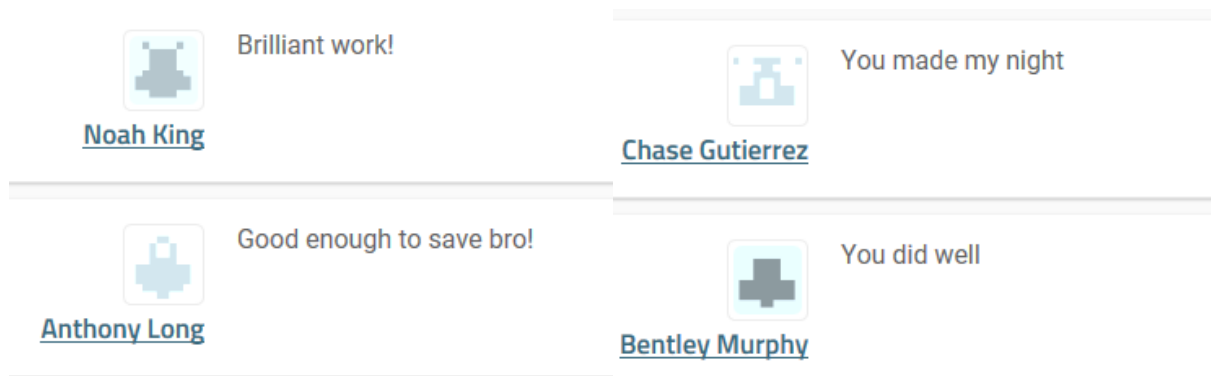 Brilliant work!
Noah King
Good enough to save bro!
Anthony Long
You made my night
Chase Gutierrez
You did well
Bentley Murphy